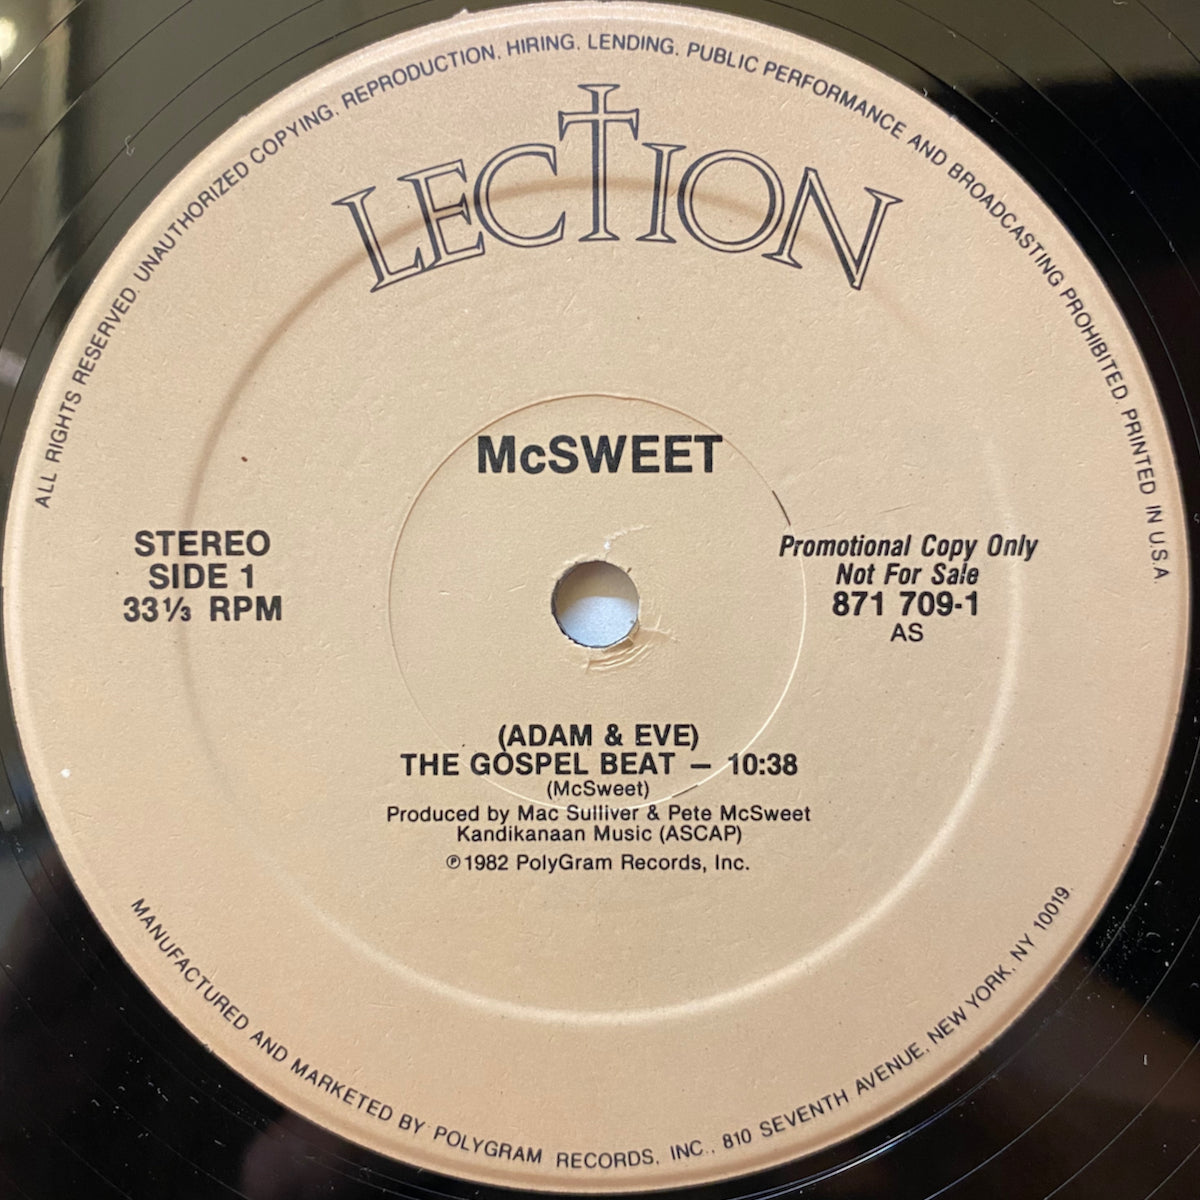 ALL RIGHTS RESERVED. UNAUTHORIZED COPYING. REPRODUCTION. HIRING. LENDING. PUBLIC PERFORMANCE AND BROADCASTING PROHIBITED. PRINTED IN U.S.A.
LECTION
McSWEET
STEREO
SIDE 1
33⅓ RPM
Promotional Copy Only
Not For Sale
871 709-1
AS
(ADAM & EVE)
THE GOSPEL BEAT – 10:38
(McSweet)
Produced by Mac Sulliver & Pete McSweet
Kandikanaan Music (ASCAP)
℗ 1982 PolyGram Records, Inc.
MANUFACTURED AND MARKETED BY POLYGRAM RECORDS, INC., 810 SEVENTH AVENUE, NEW YORK, NY 10019.